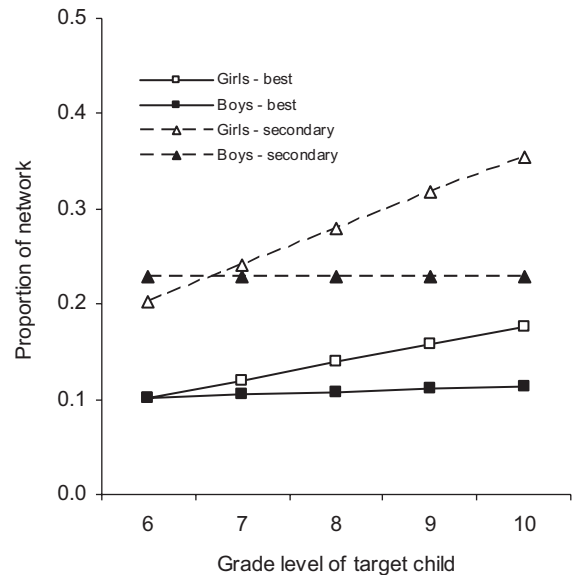 0.5
0.4
0.3
0.2
0.1
0.0
Proportion of network
Girls - best
Boys - best
Girls - secondary
Boys - secondary
6 7 8 9 10
Grade level of target child